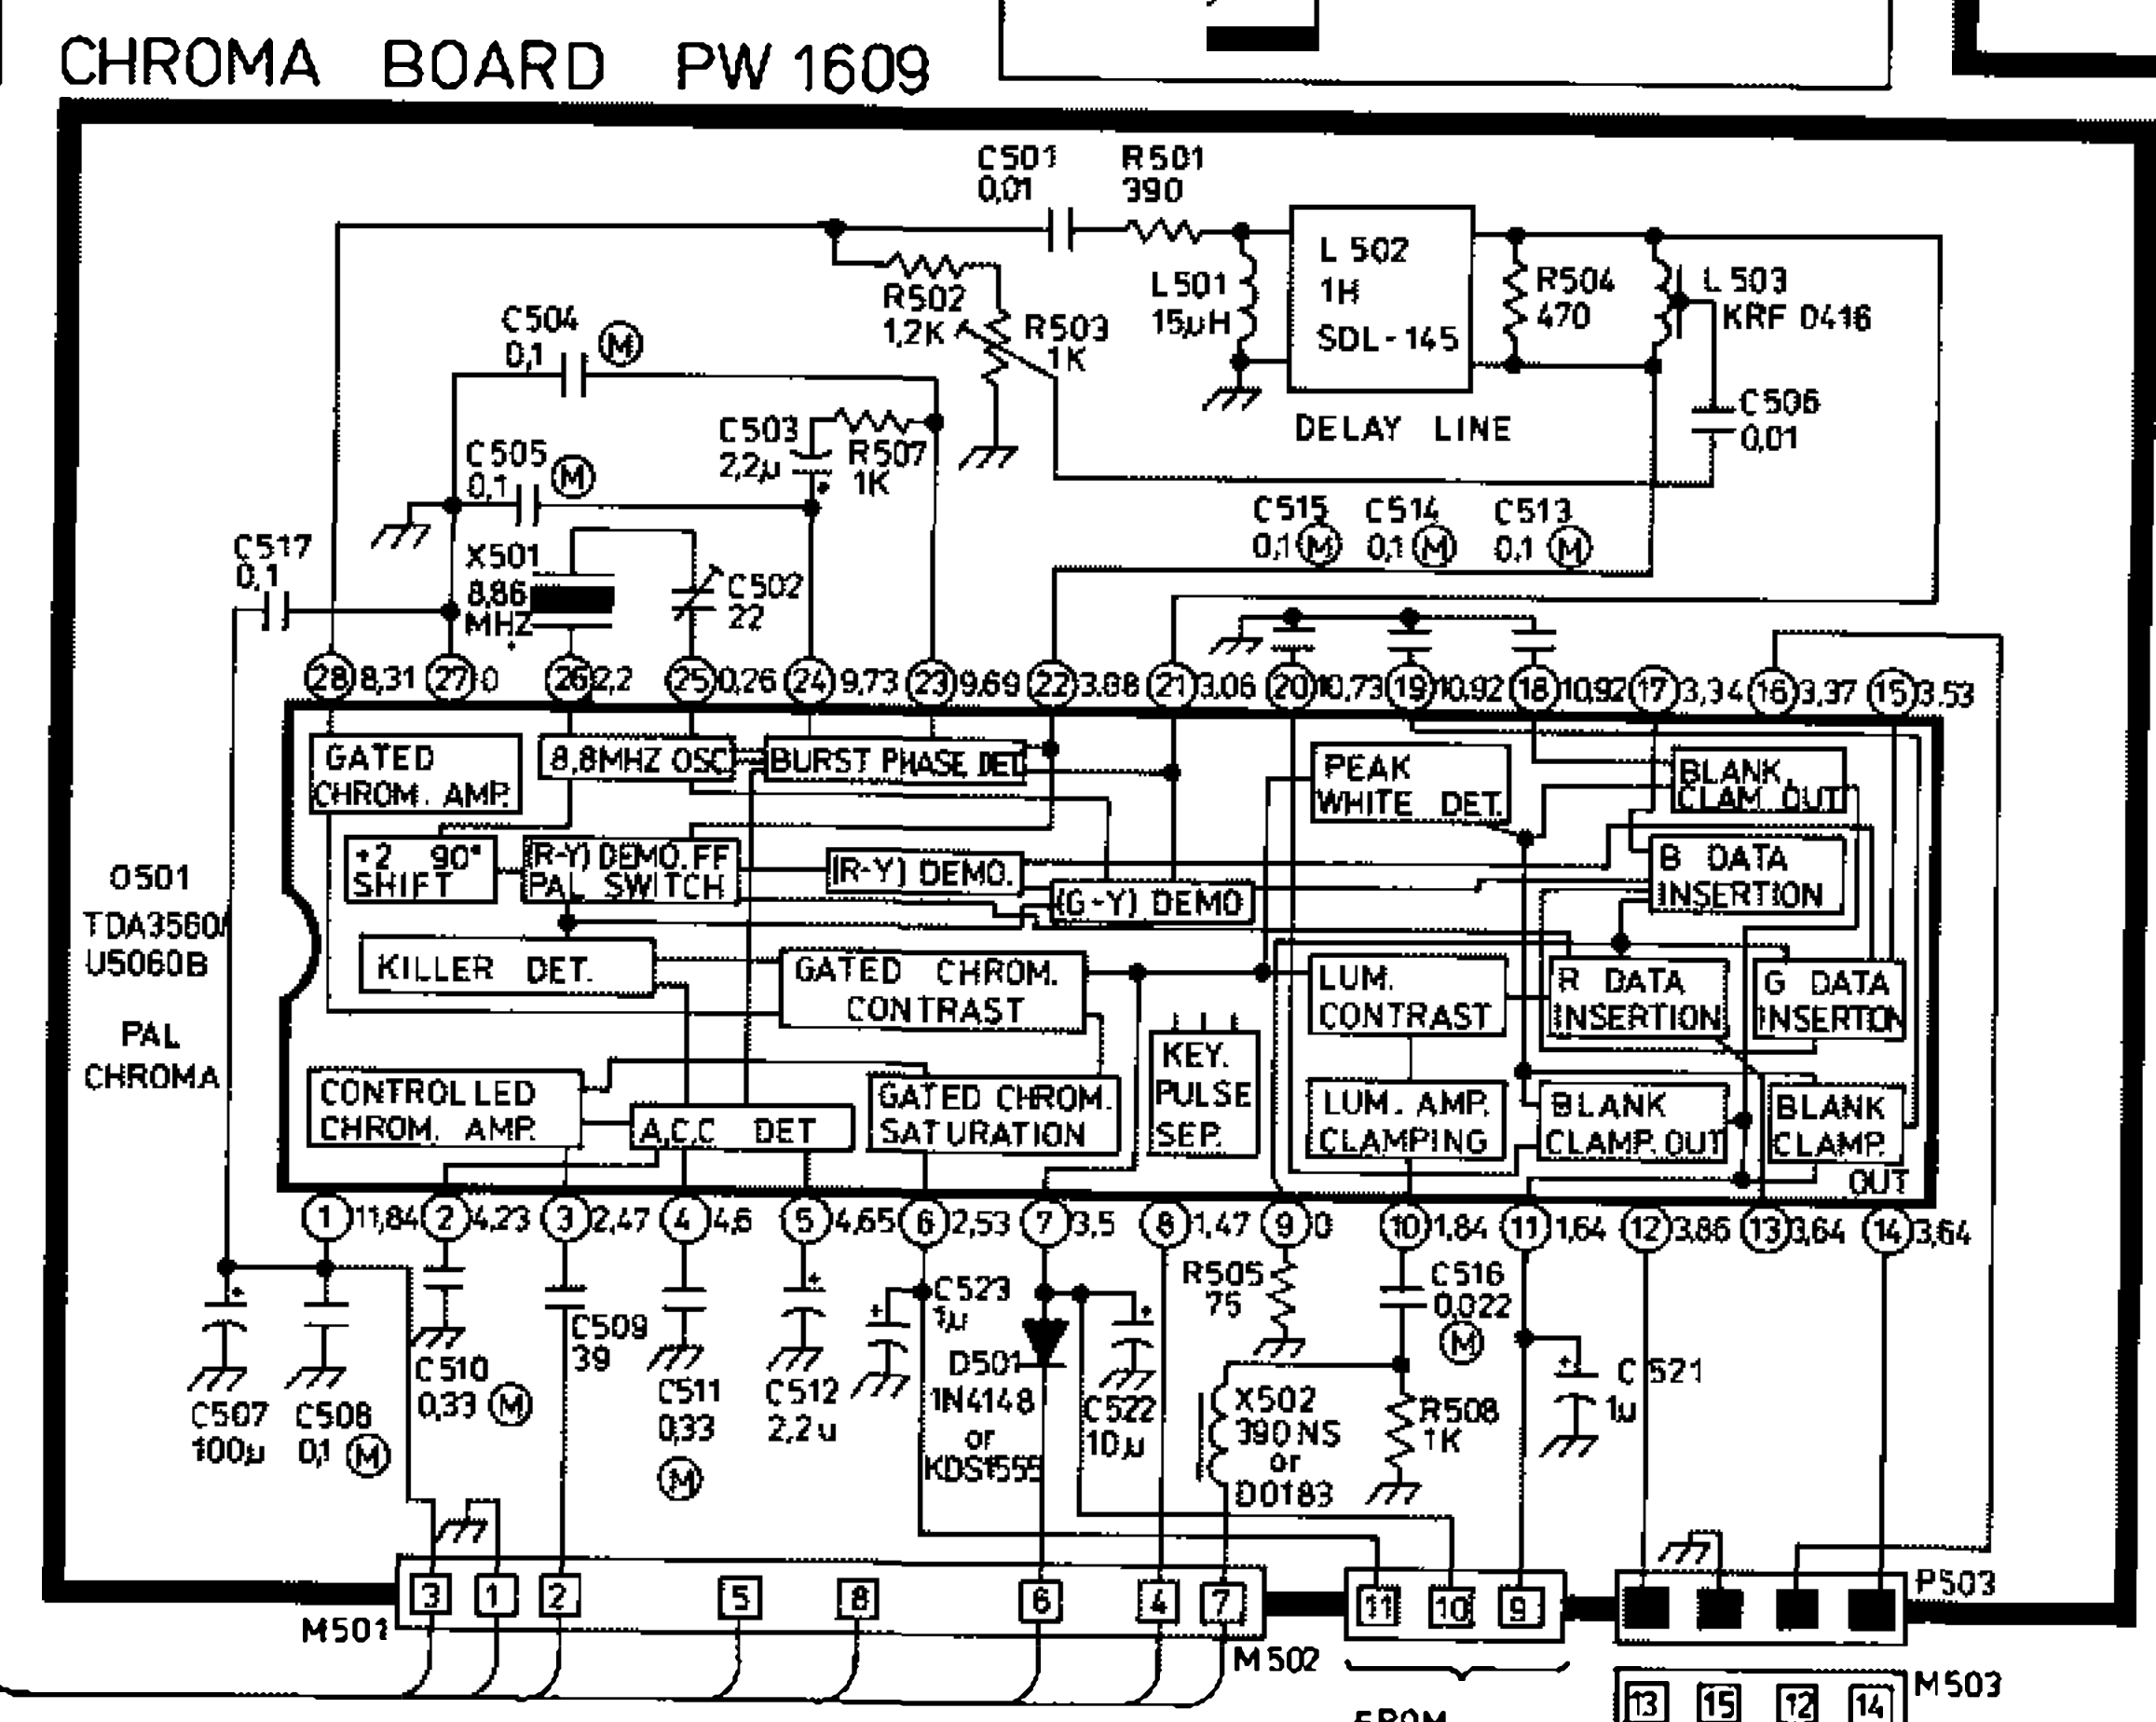 CHROMA BOARD PW 1609
C501
0,01
R501
390
R502
1,2K
R503
1K
L501
15µH
L 502
1H
SDL-145
DELAY LINE
R504
470
L 503
KRF 0416
C506
0,01
C504
0,1
M
C505
0,1
M
C503
2,2µ
R507
1K
C517
0,1
X501
8,86
MHZ
C502
22
C515
0,1 M
C514
0,1 M
C513
0,1 M
28 8,31 27 0 26 2,2 25 0,26 24 9,73 23 9,69 22 3.88 21 3,06 20 10,73 19 10,92 18 10,92 17 3,34 16 3,37 15 3.53
GATED
CHROM. AMP.
8,8MHZ OSC
BURST PHASE DET.
PEAK
WHITE DET.
BLANK.
CLAM OUT
÷2 90°
SHIFT
(R-Y) DEMO. FF
PAL SWITCH
(R-Y) DEMO.
(G-Y) DEMO
B DATA
INSERTION
O501
TDA3560A
U5060B
PAL
CHROMA
KILLER DET.
GATED CHROM.
CONTRAST
LUM.
CONTRAST
R DATA
INSERTION
G DATA
INSERTON
KEY.
PULSE
SEP.
CONTROLLED
CHROM. AMP.
A,C,C DET
GATED CHROM.
SATURATION
LUM. AMP.
CLAMPING
BLANK
CLAMP. OUT
BLANK
CLAMP.
OUT
1 11,84 2 4,23 3 2,47 4 4,6 5 4,65 6 2,53 7 3,5 8 1,47 9 0 10 1,84 11 1,64 12 3,86 13 3,64 14 3,64
C507
100µ
C508
0,1 M
C510
0,33 M
C509
39
C511
0,33
M
C512
2,2u
C523
1µ
D501
1N4148
or
KDS1555
C522
10µ
R505
75
C516
0,022
M
X502
390NS
or
D0183
R508
1K
C521
1u
3 1 2 5 8 6 4 7
11 10 9
P503
M501
M502
M503
13 15 12 14
FROM